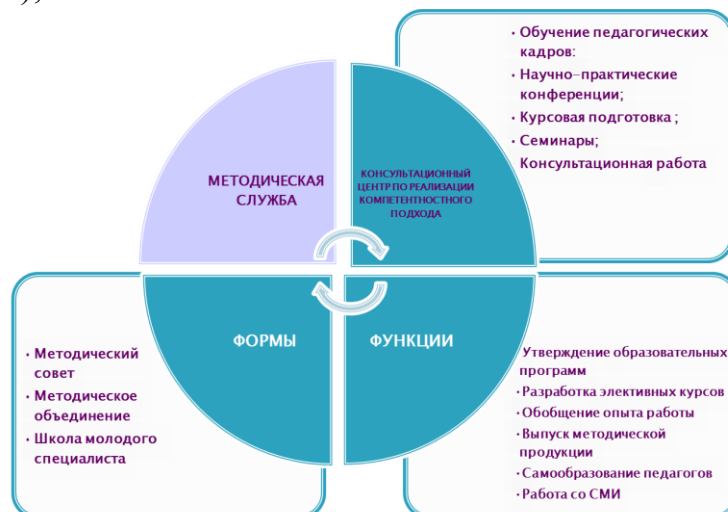 );
• Обучение педагогических
кадров:
• Научно-практические
конференции;
• Курсовая подготовка ;
• Семинары;
Консультационная работа
МЕТОДИЧЕСКАЯ
СЛУЖБА
КОНСУЛЬТАЦИОННЫЙ
ЦЕНТР ПО РЕАЛИЗАЦИИ
КОМПЕТЕНТНОСТНОГО
ПОДХОДА
ФОРМЫ
ФУНКЦИИ
• Методический
совет
• Методическое
объединение
• Школа молодого
специалиста
Утверждение образовательных
программ
•Разработка элективных курсов
•Обобщение опыта работы
•Выпуск методической
продукции
•Самообразование педагогов
•Работа со СМИ